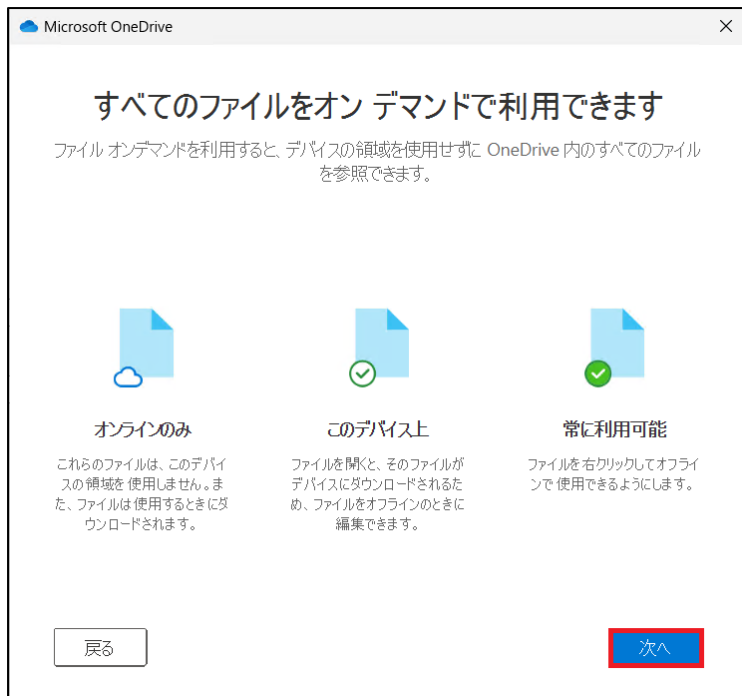 Microsoft OneDrive
すべてのファイルをオン デマンドで利用できます
ファイル オンデマンドを利用すると、デバイスの領域を使用せずに OneDrive 内のすべてのファイル
を参照できます。
オンラインのみ
これらのファイルは、このデバイ
スの領域を使用しません。ま
た、ファイルは使用するときにダ
ウンロードされます。
このデバイス上
ファイルを開くと、そのファイルが
デバイスにダウンロードされるた
め、ファイルをオフラインのときに
編集できます。
常に利用可能
ファイルを右クリックしてオフライ
ンで使用できるようにします。
戻る
次へ